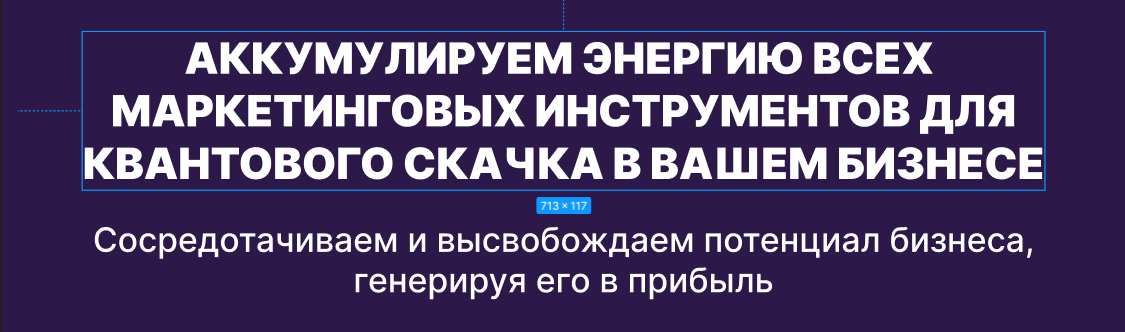 АККУМУЛИРУЕМ ЭНЕРГИЮ ВСЕХ
МАРКЕТИНГОВЫХ ИНСТРУМЕНТОВ ДЛЯ
КВАНТОВОГО СКАЧКА В ВАШЕМ БИЗНЕСЕ
713 × 117
Сосредотачиваем и высвобождаем потенциал бизнеса,
генерируя его в прибыль